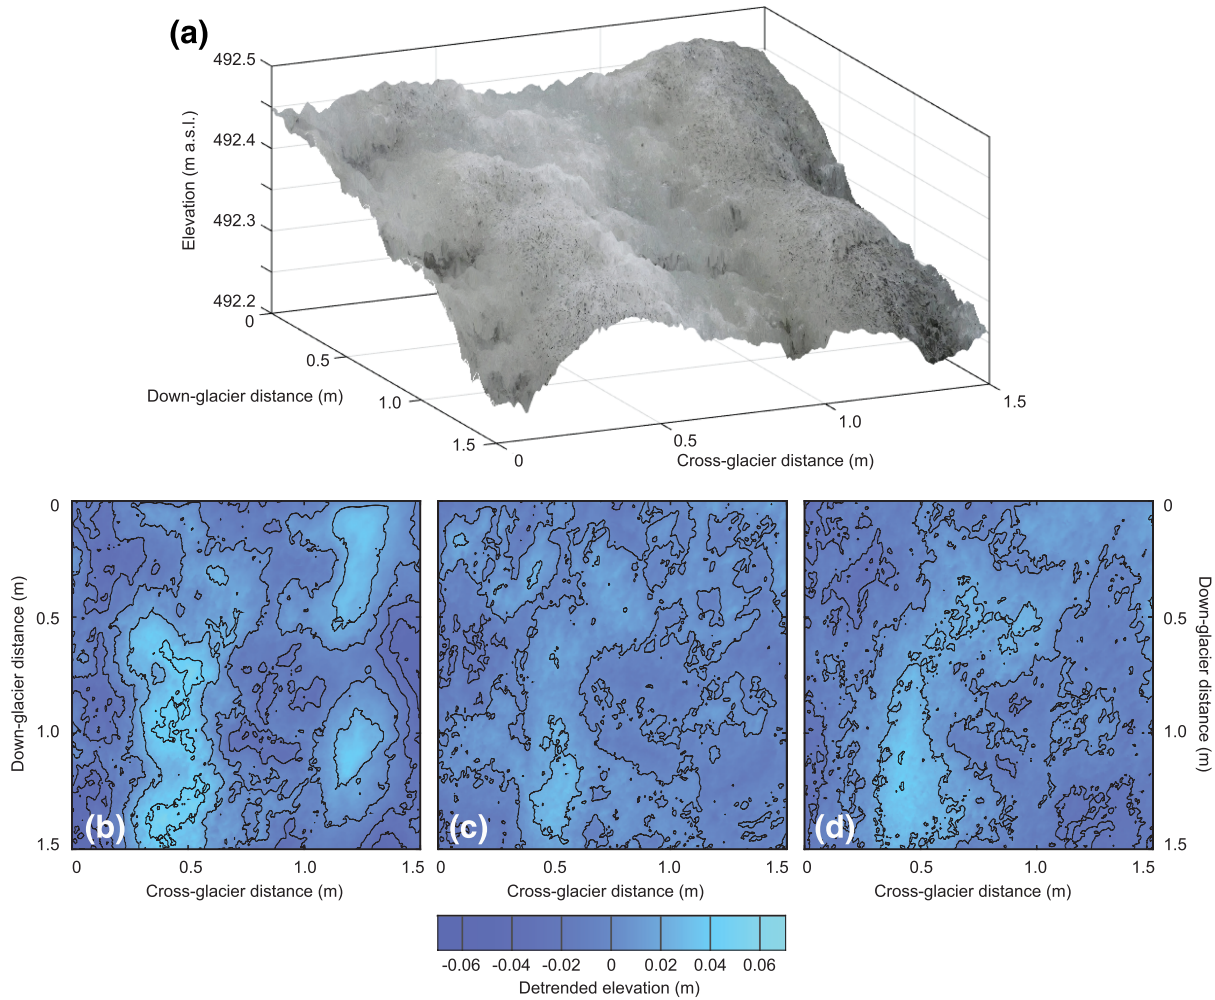 (a)
492.5
492.4
492.3
492.2
Elevation (m a.s.l.)
0
0.5
1.0
1.5
Down-glacier distance (m)
0
0.5
1.0
1.5
Cross-glacier distance (m)
0
0.5
1.0
1.5
Down-glacier distance (m)
(b)
(c)
(d)
0
0.5
1.0
1.5
Down-glacier distance (m)
0 0.5 1.0 1.5
0 0.5 1.0 1.5
0 0.5 1.0 1.5
Cross-glacier distance (m)
Cross-glacier distance (m)
Cross-glacier distance (m)
-0.06 -0.04 -0.02 0 0.02 0.04 0.06
Detrended elevation (m)